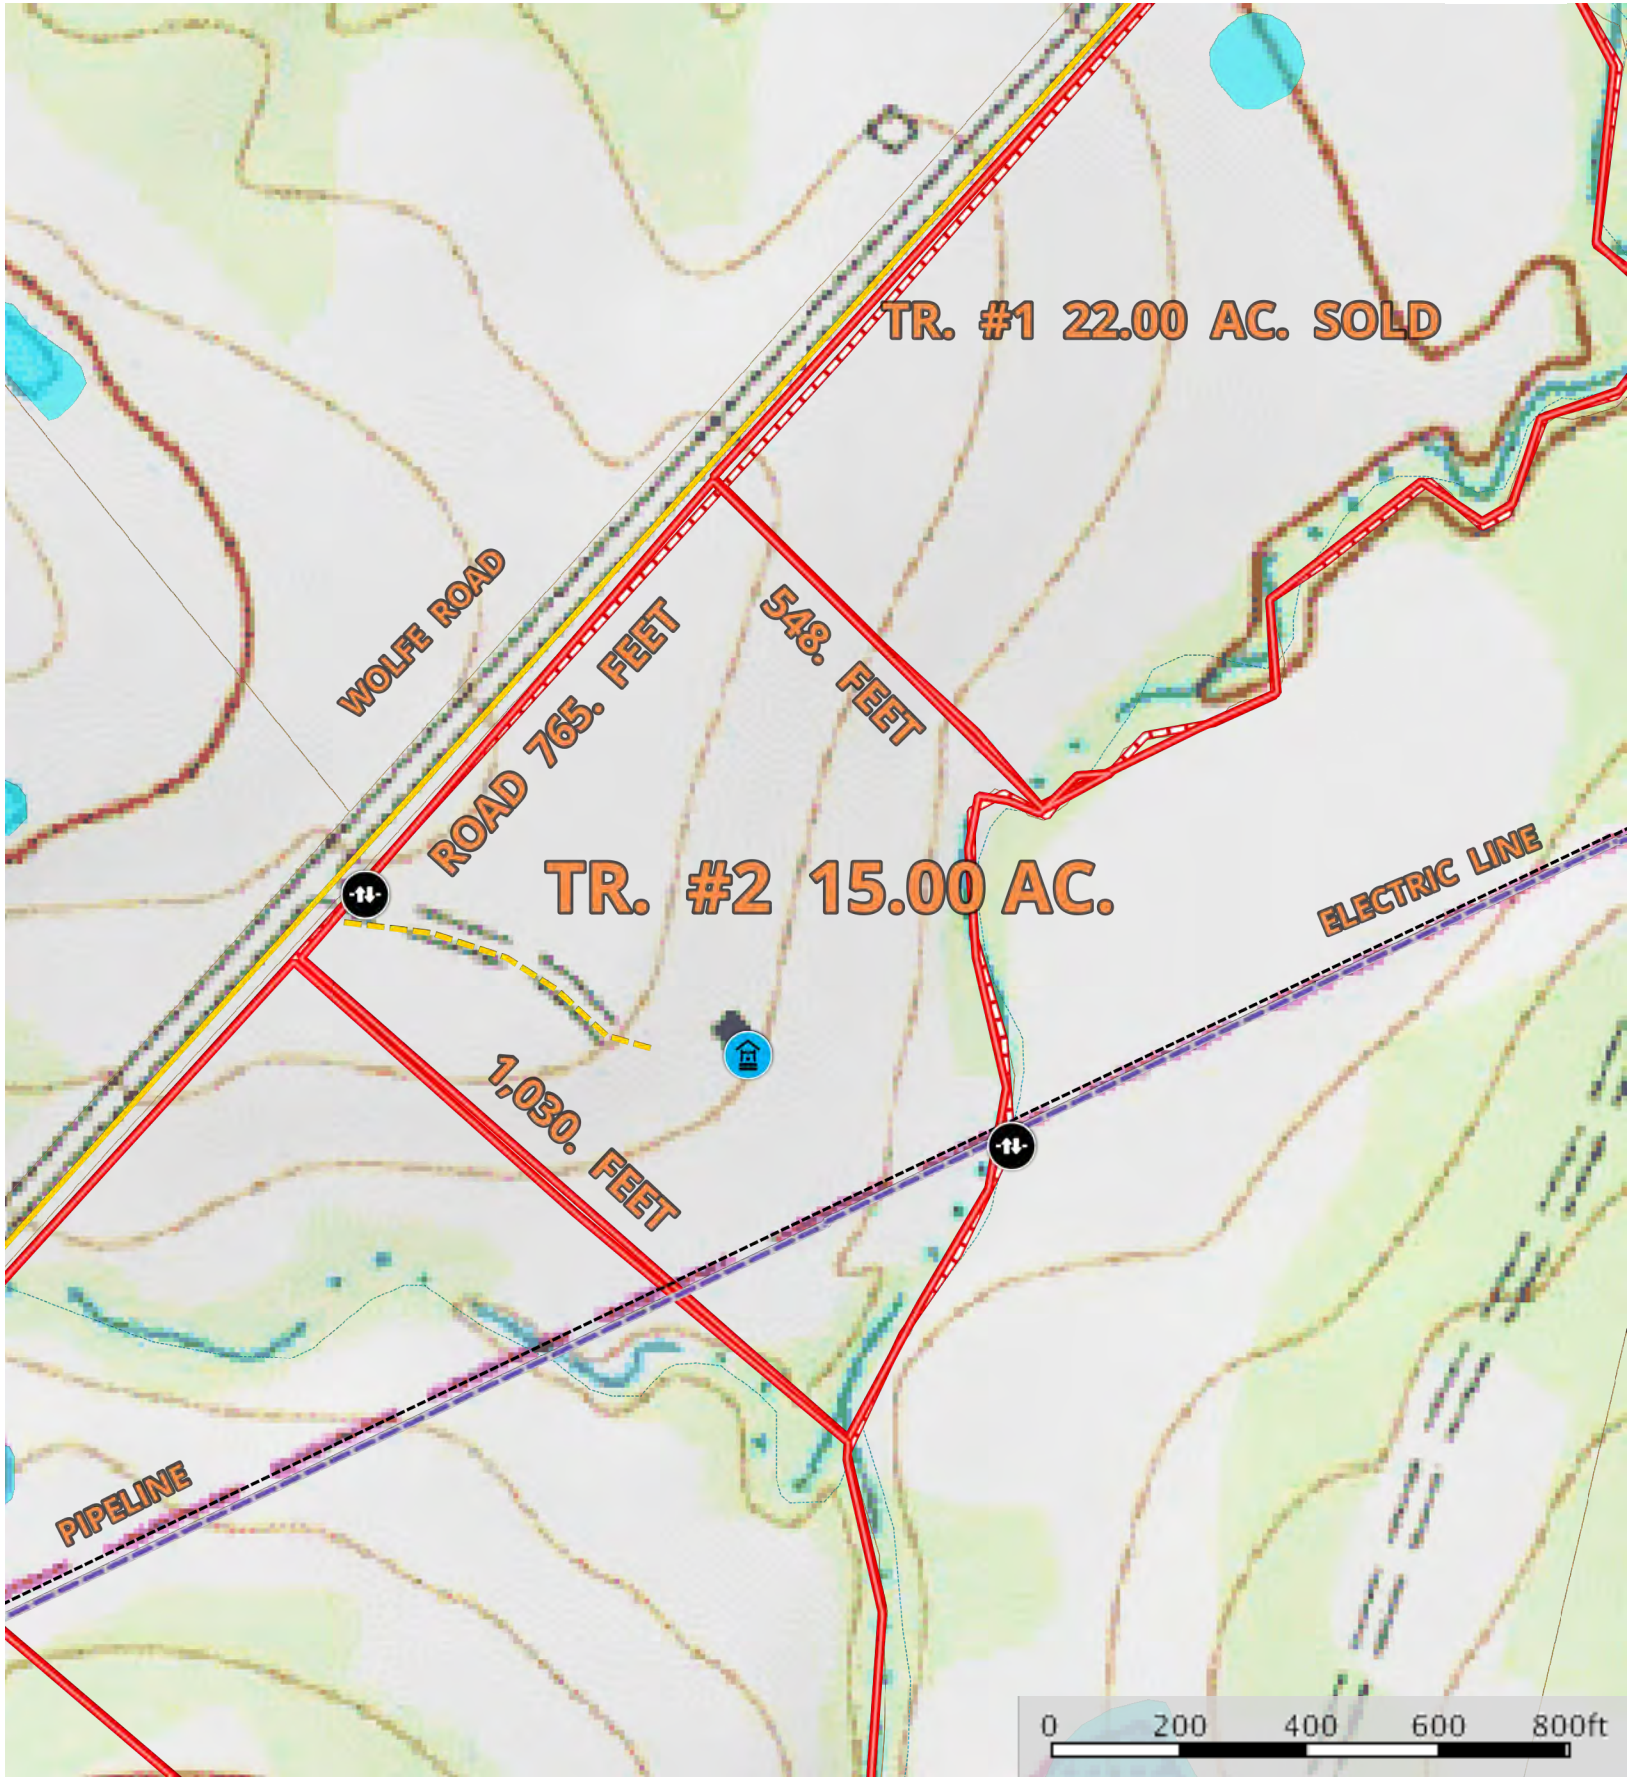 TR. #1 22.00 AC. SOLD
WOLFE ROAD
548. FEET
ROAD 765. FEET
TR. #2 15.00 AC.
ELECTRIC LINE
1,030. FEET
PIPELINE
0 200 400 600 800ft